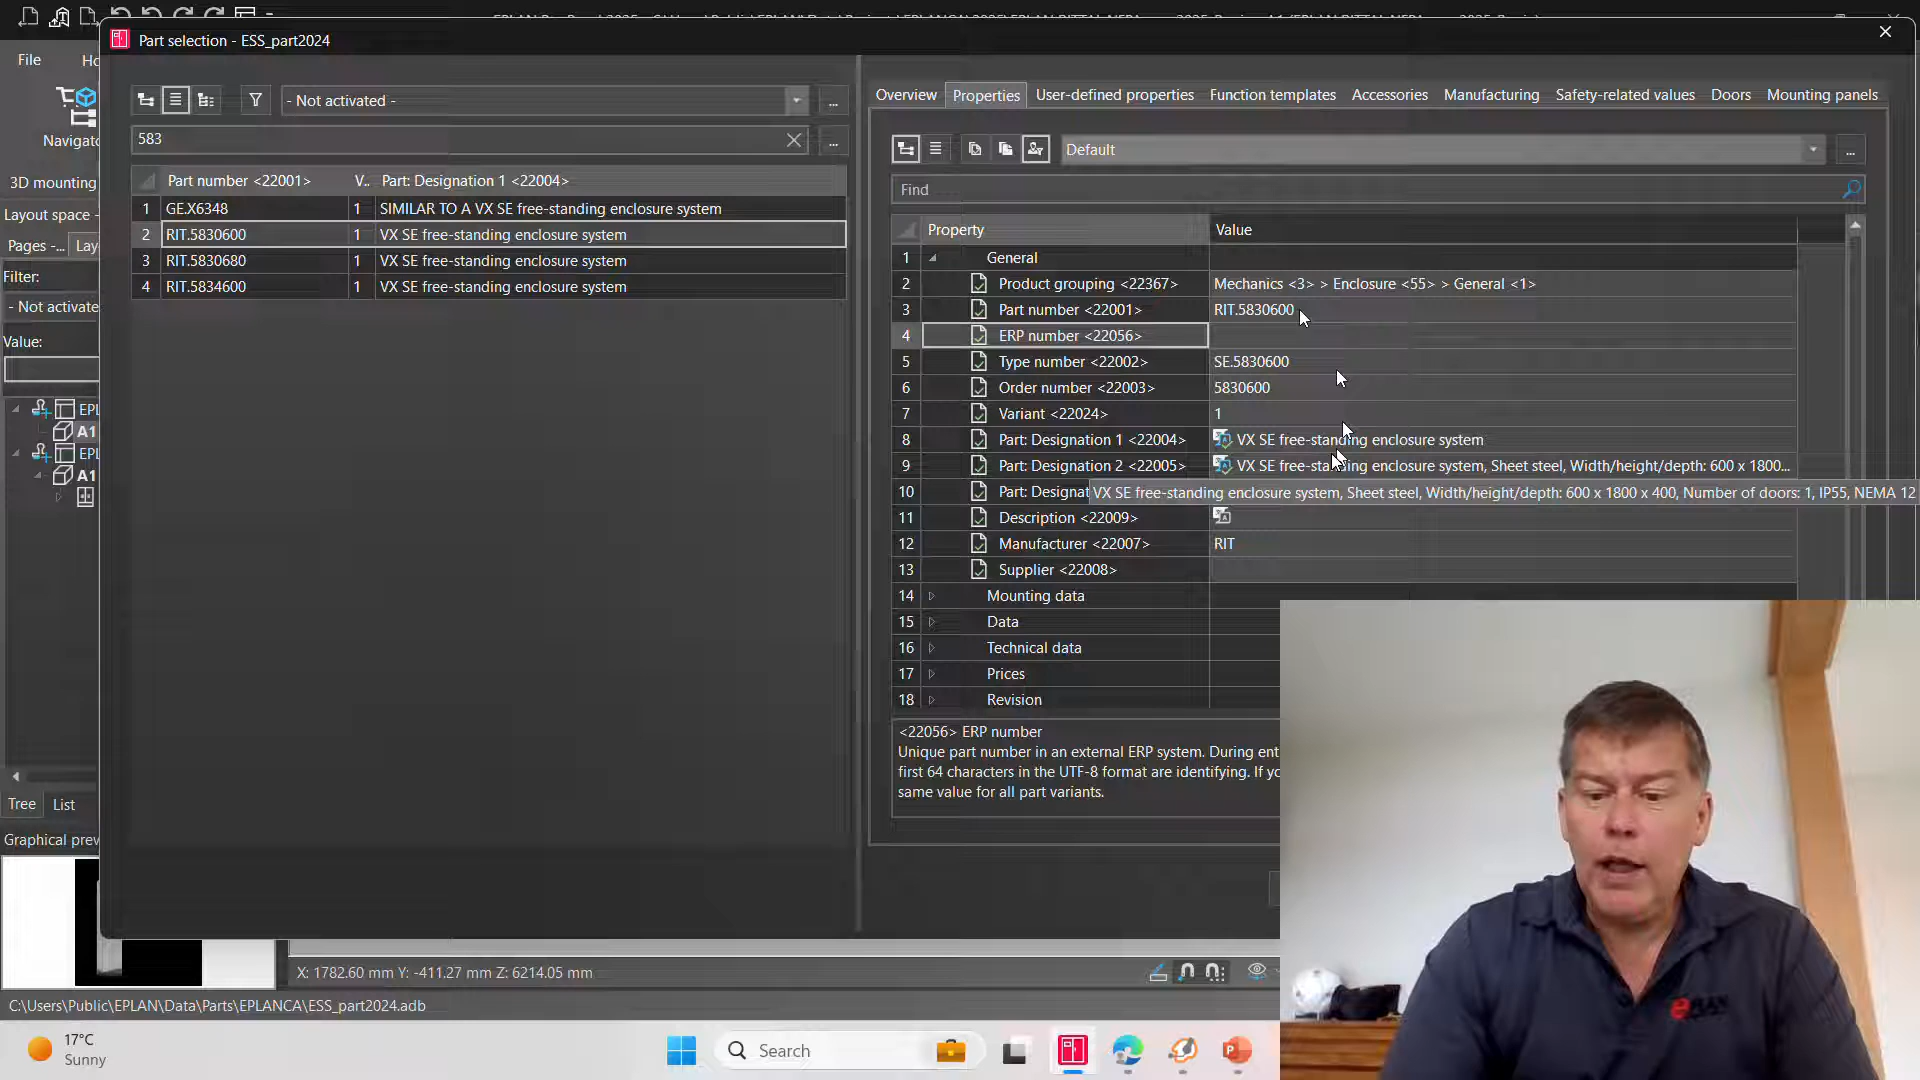 Part selection - ESS_part2024
File
Navigato
3D mounting
Layout space -
Pages -...
Lay
Filter:
- Not activate
Value:
EPL
A1
EPL
A1
Tree
List
Graphical prev
- Not activated -
...
583
...
Part number <22001>
V..
Part: Designation 1 <22004>
1 GE.X6348 1 SIMILAR TO A VX SE free-standing enclosure system
2 RIT.5830600 1 VX SE free-standing enclosure system
3 RIT.5830680 1 VX SE free-standing enclosure system
4 RIT.5834600 1 VX SE free-standing enclosure system
Overview Properties User-defined properties Function templates Accessories Manufacturing Safety-related values Doors Mounting panels
Default
...
Find
Property Value
1 General
2 Product grouping <22367> Mechanics <3> > Enclosure <55> > General <1>
3 Part number <22001> RIT.5830600
4 ERP number <22056>
5 Type number <22002> SE.5830600
6 Order number <22003> 5830600
7 Variant <22024> 1
8 Part: Designation 1 <22004> VX SE free-standing enclosure system
9 Part: Designation 2 <22005> VX SE free-standing enclosure system, Sheet steel, Width/height/depth: 600 x 1800...
10 Part: Designat
VX SE free-standing enclosure system, Sheet steel, Width/height/depth: 600 x 1800 x 400, Number of doors: 1, IP55, NEMA 12
11 Description <22009>
12 Manufacturer <22007> RIT
13 Supplier <22008>
14 Mounting data
15 Data
16 Technical data
17 Prices
18 Revision
<22056> ERP number
Unique part number in an external ERP system. During ent
first 64 characters in the UTF-8 format are identifying. If yo
same value for all part variants.
X: 1782.60 mm Y: -411.27 mm Z: 6214.05 mm
C:\Users\Public\EPLAN\Data\Parts\EPLANCA\ESS_part2024.adb
17°C
Sunny
Search